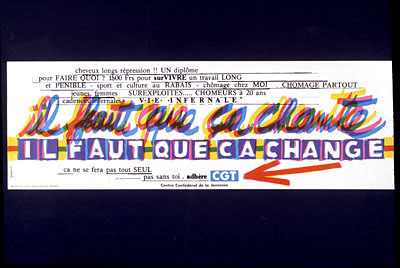 cheveux longs répression !! UN diplôme
pour FAIRE QUOI ? 1500 Frs pour surVIVRE un travail LONG
et PENIBLE - sport et culture au RABAIS - chômage chez MOI CHOMAGE PARTOUT
jeunes femmes SUREXPLOITES..... CHOMEURS à 20 ans
cadences infernales V·I·E· INFERNALE"
il faut que ça chante
IL FAUT QUE CA CHANGE
ca ne se fera pas tout SEUL
pas sans toi . adhère CGT
Centre Confédéral de la Jeunesse